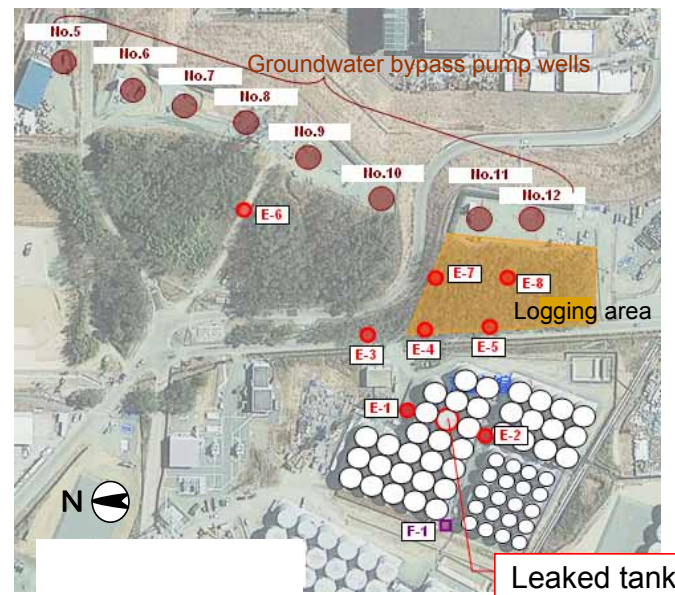 No.5
No.6
Groundwater bypass pump wells
No.7
No.8
No.9
No.10
No.11
No.12
E-6
E-7
E-8
Logging area
E-3
E-4
E-5
E-1
E-2
N
F-1
Leaked tank